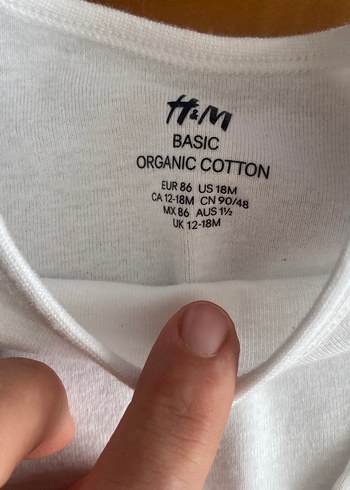 H&M
BASIC
ORGANIC COTTON
EUR 86 US 18M
CA 12-18M CN 90/48
MX 86 AUS 1½
UK 12-18M